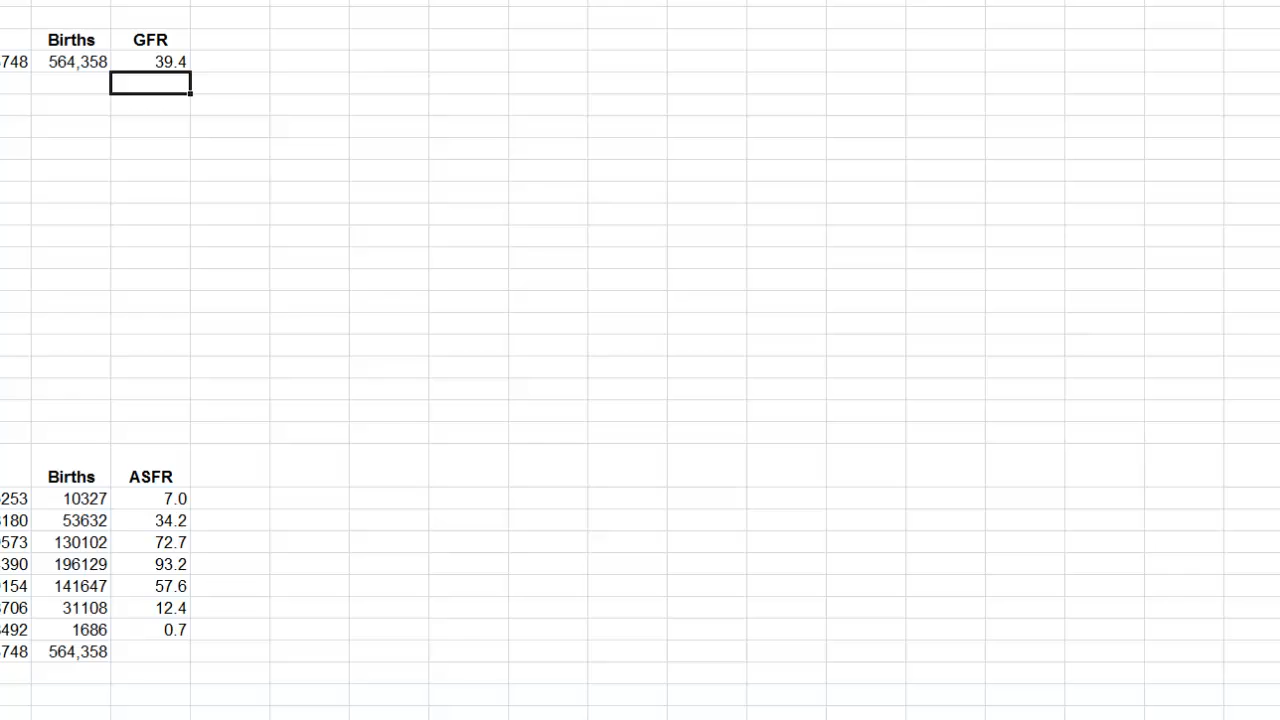 Births GFR
748 564,358 39.4
Births ASFR
253 10327 7.0
180 53632 34.2
573 130102 72.7
390 196129 93.2
154 141647 57.6
706 31108 12.4
492 1686 0.7
748 564,358